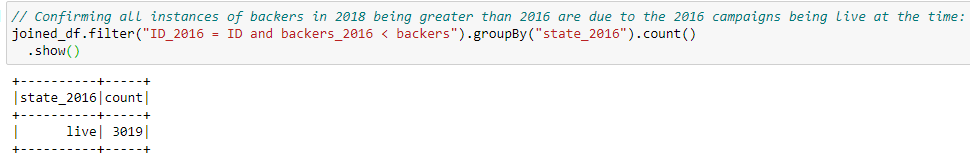 // Confirming all instances of backers in 2018 being greater than 2016 are due to the 2016 campaigns being live at the time:
joined_df.filter("ID_2016 = ID and backers_2016 < backers").groupBy("state_2016").count()
  .show()
+----------+-----+
|state_2016|count|
+----------+-----+
|      live| 3019|
+----------+-----+